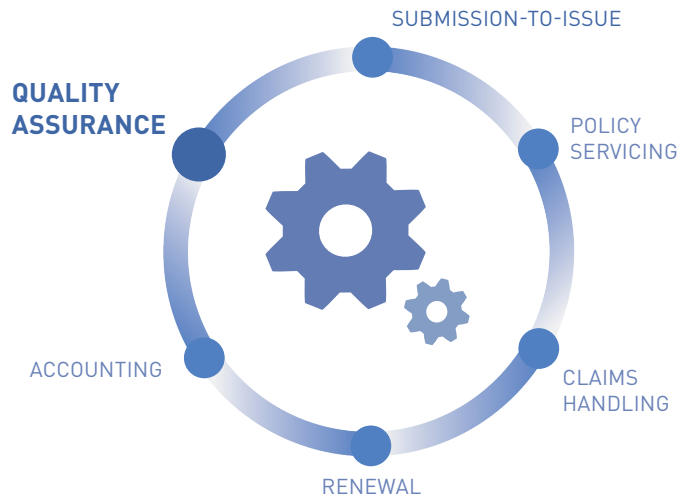 SUBMISSION-TO-ISSUE
QUALITY
ASSURANCE
POLICY
SERVICING
ACCOUNTING
CLAIMS
HANDLING
RENEWAL